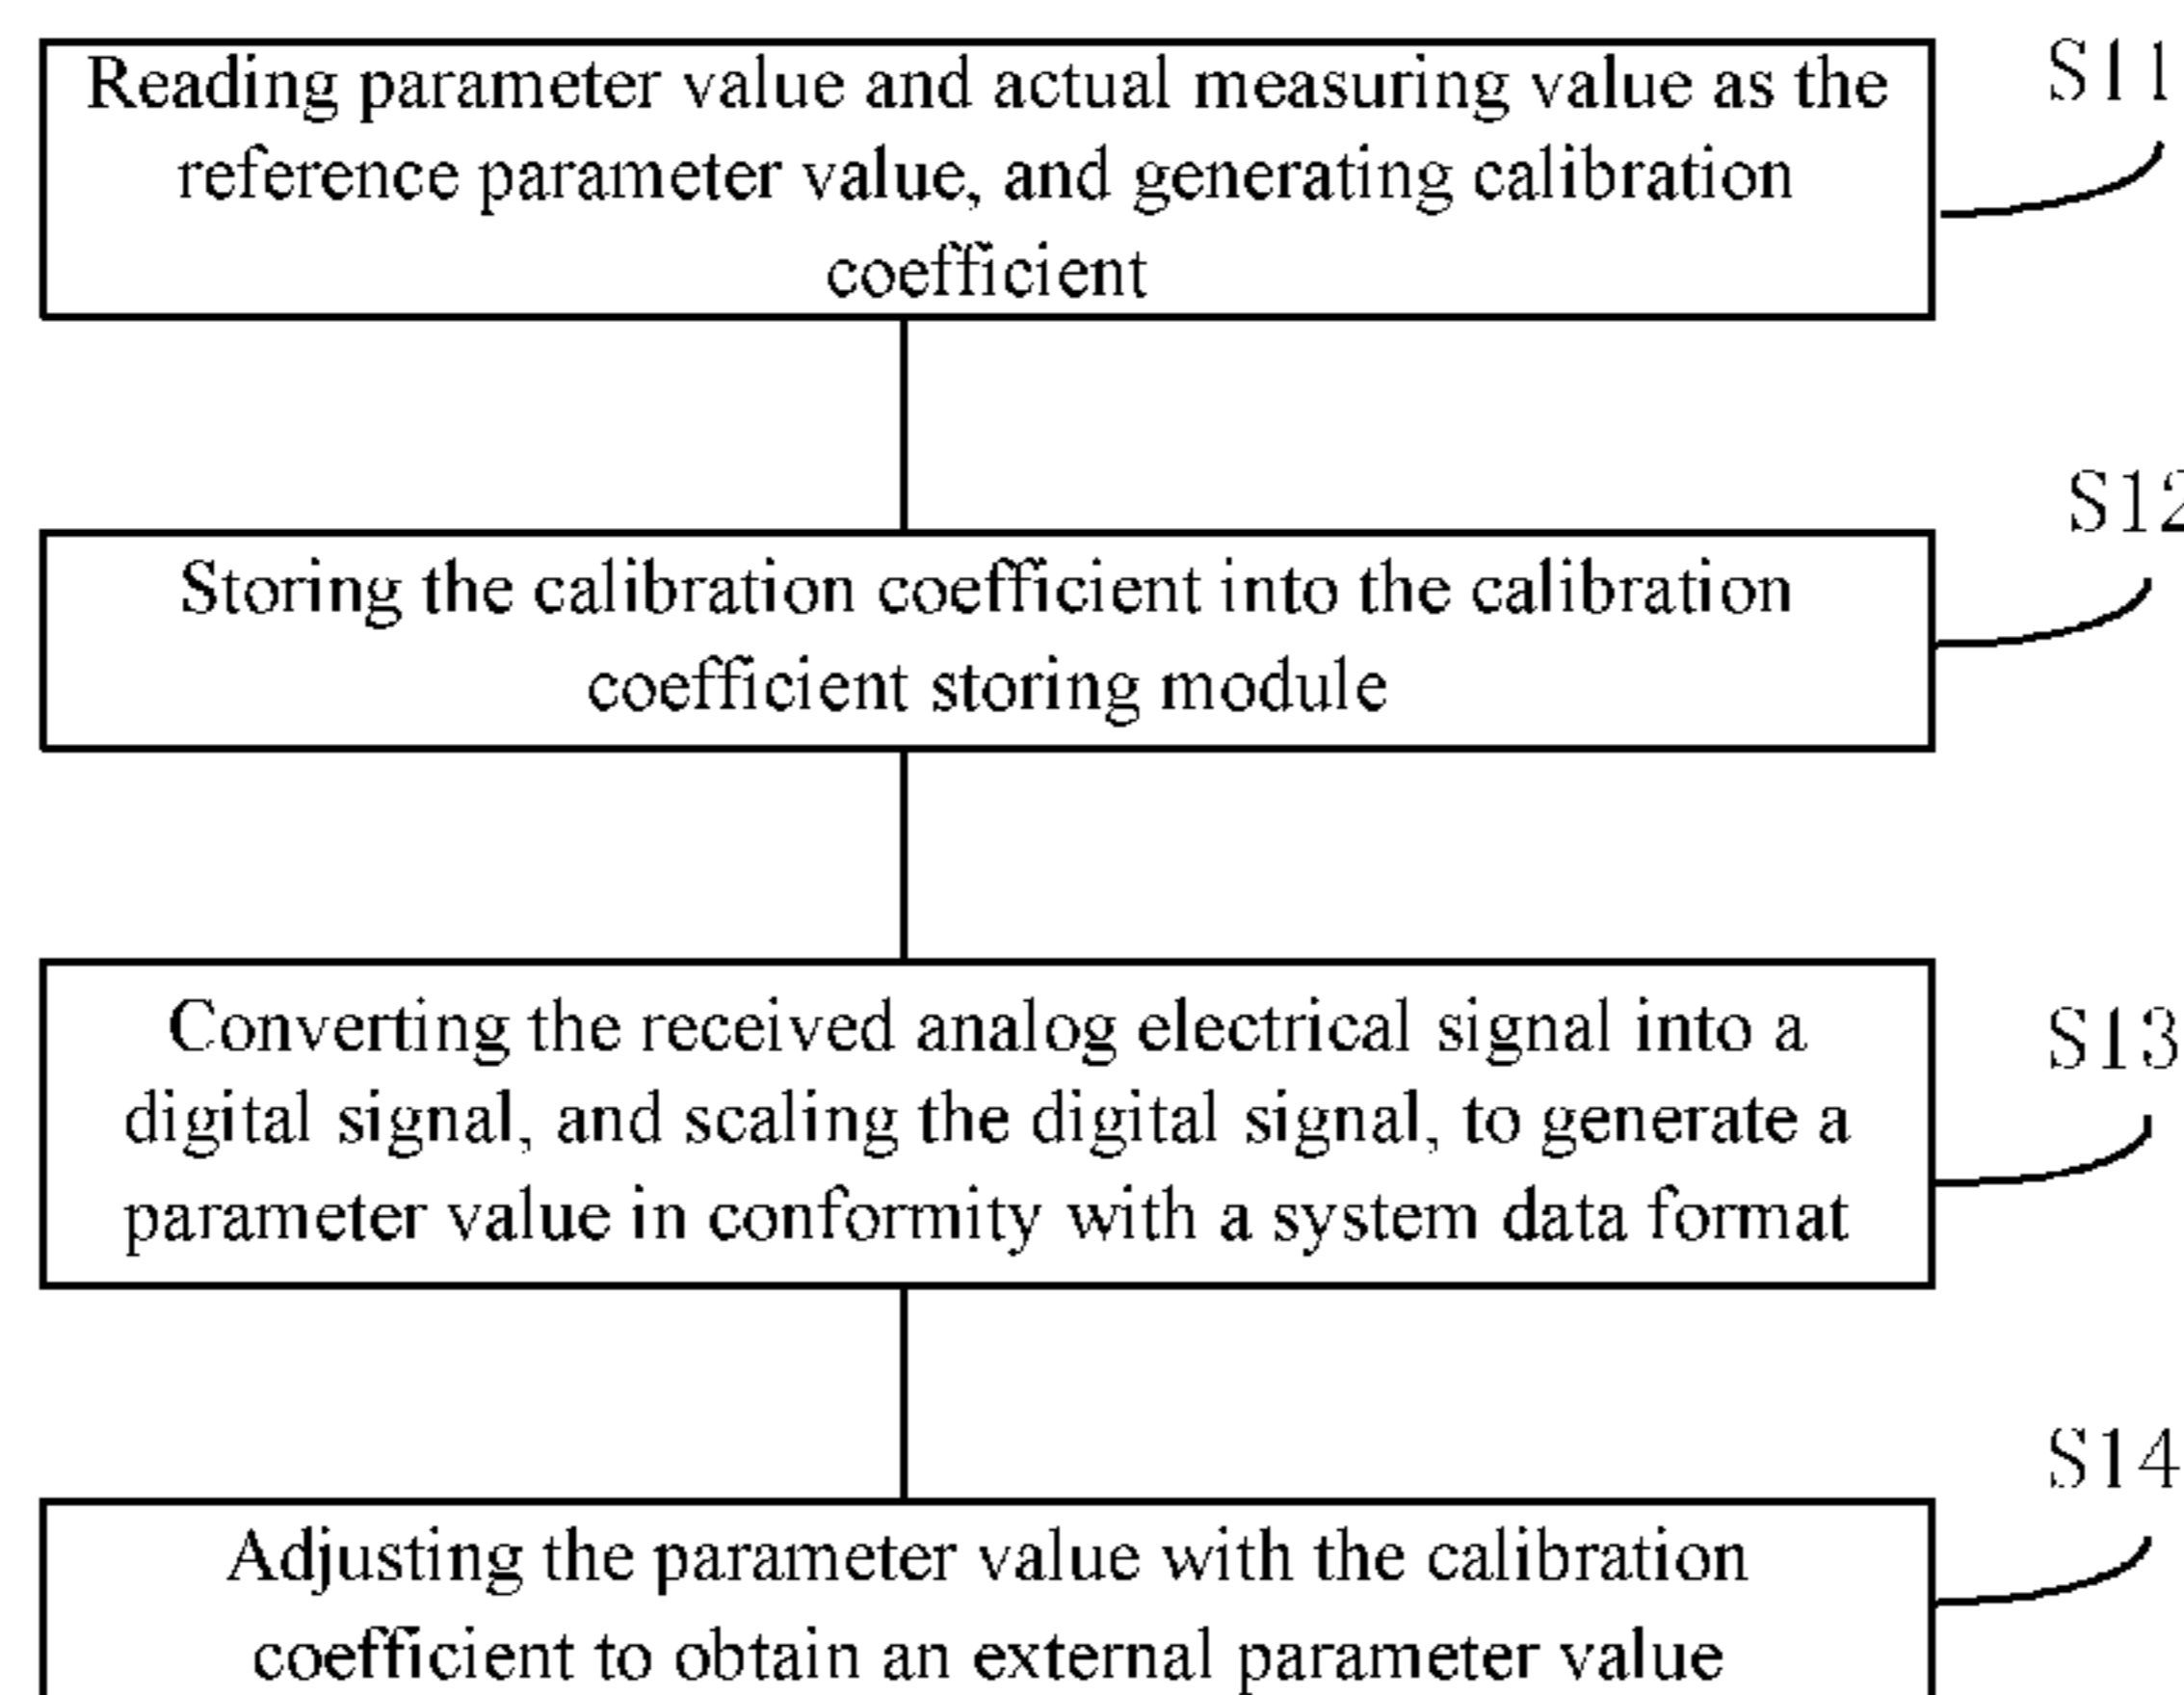 Reading parameter value and actual measuring value as the
reference parameter value, and generating calibration
coefficient
S11
Storing the calibration coefficient into the calibration
coefficient storing module
S12
Converting the received analog electrical signal into a
digital signal, and scaling the digital signal, to generate a
parameter value in conformity with a system data format
S13
Adjusting the parameter value with the calibration
coefficient to obtain an external parameter value
S14